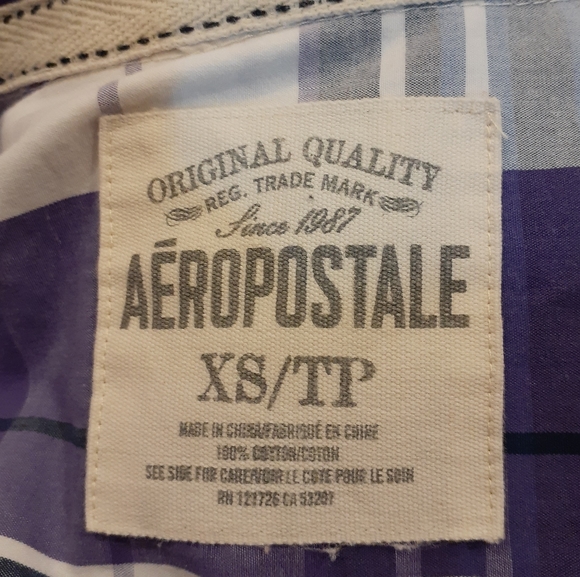 ORIGINAL QUALITY
REG. TRADE MARK
Since 1987
AÉROPOSTALE
XS/TP
MADE IN CHINA/FABRIQUÉ EN CHINE
100% COTTON/COTON
SEE SIDE FOR CARE/VOIR LE COTE POUR LE SOIN
RN 121726 CA 53207